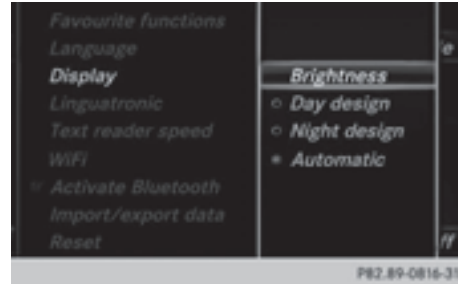 Favourite functions
Language
Display
Linguatronic
Text reader speed
WiFi
Activate Bluetooth
Import/export data
Reset
Brightness
Day design
Night design
Automatic
e
ff
P82.89-0816-31